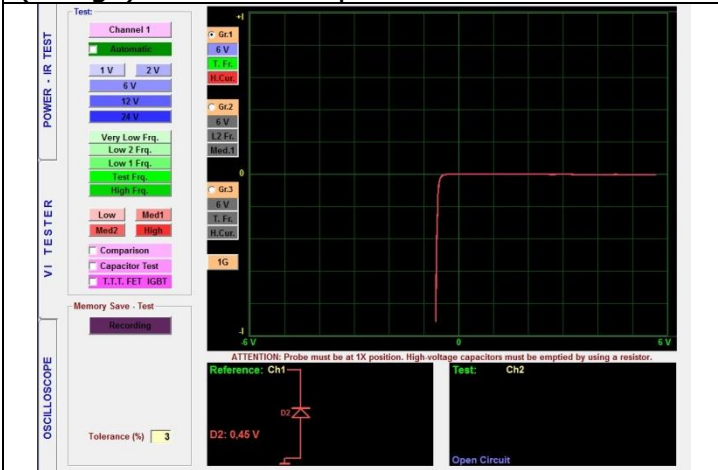 Test:
Channel 1
Automatic
1 V
2 V
6 V
12 V
24 V
Very Low Frq.
Low 2 Frq.
Low 1 Frq.
Test Frq.
High Frq.
Low
Med1
Med2
High
Comparison
Capacitor Test
T.T.T. FET IGBT
Memory Save - Test
Recording
Tolerance (%) 3
POWER - IR TEST
VI TESTER
OSCILLOSCOPE
Gr.1
6 V
T. Fr.
H.Cur.
Gr.2
6 V
L2 Fr.
Med.1
Gr.3
6 V
T. Fr.
H.Cur.
1G
+1
0
-1
-6 V
0
6 V
ATTENTION: Probe must be at 1X position. High-voltage capacitors must be emptied by using a resistor.
Reference: Ch1
D2
D2: 0,45 V
Test: Ch2
Open Circuit